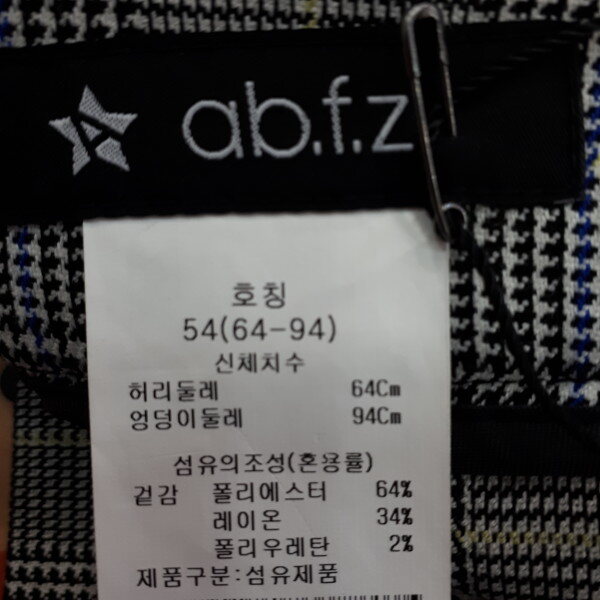 ab.f.z
호칭
54(64-94)
신체치수
허리둘레 64Cm
엉덩이둘레 94Cm
섬유의조성(혼용률)
겉감 폴리에스터 64%
레이온 34%
폴리우레탄 2%
제품구분:섬유제품